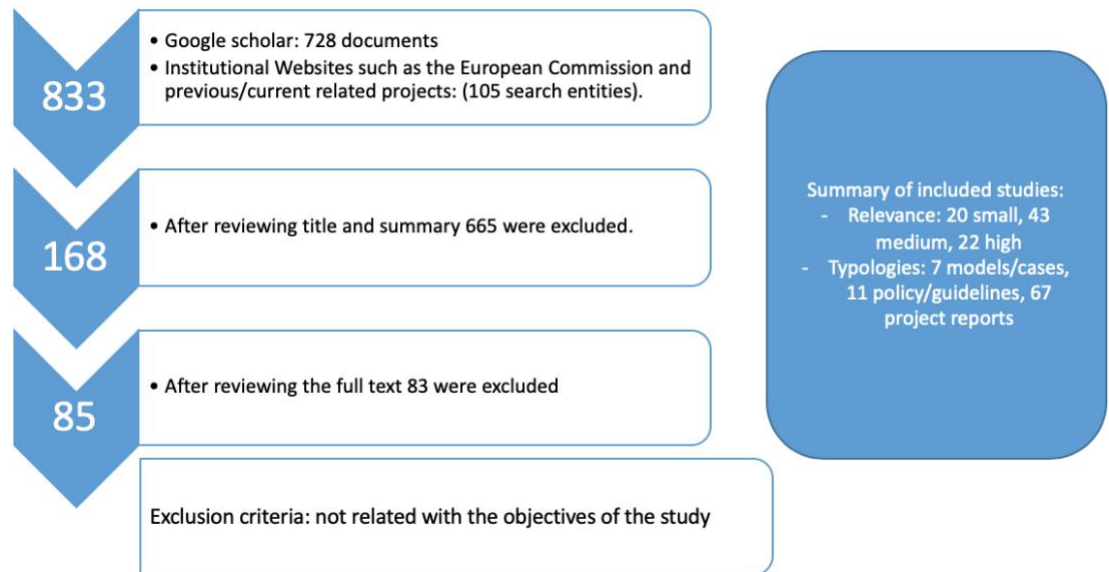 833
• Google scholar: 728 documents
• Institutional Websites such as the European Commission and
previous/current related projects: (105 search entities).
168
• After reviewing title and summary 665 were excluded.
85
• After reviewing the full text 83 were excluded
Exclusion criteria: not related with the objectives of the study
Summary of included studies:
- Relevance: 20 small, 43
medium, 22 high
- Typologies: 7 models/cases,
11 policy/guidelines, 67
project reports